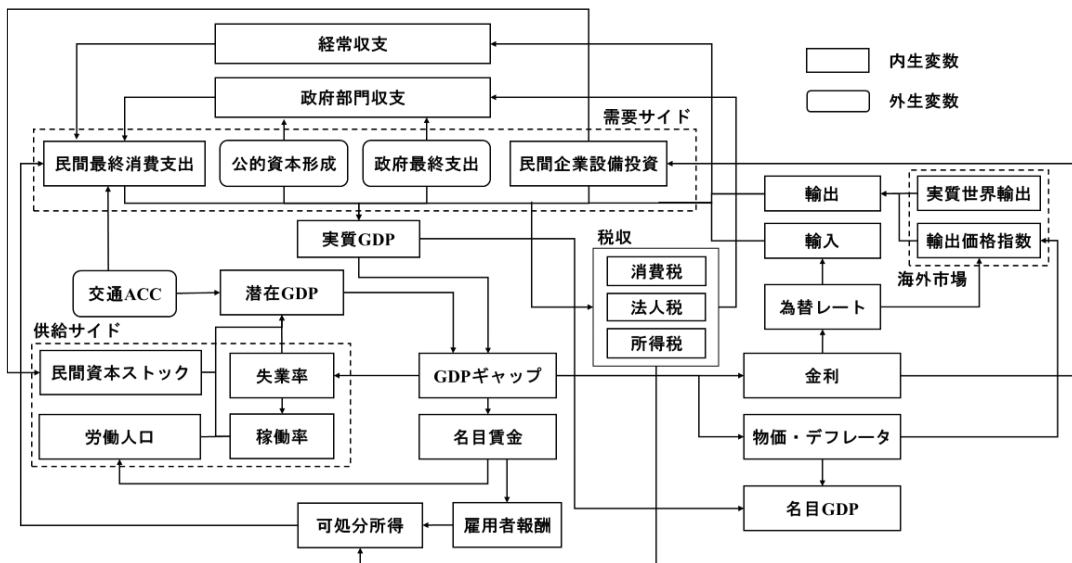 経常収支
内生変数
政府部門収支
外生変数
需要サイド
民間最終消費支出
公的資本形成
政府最終支出
民間企業設備投資
輸出
実質世界輸出
実質GDP
税収
輸入
輸出価格指数
消費税
海外市場
交通ACC
潜在GDP
法人税
為替レート
供給サイド
所得税
民間資本ストック
失業率
GDPギャップ
金利
労働人口
稼働率
名目賃金
物価・デフレータ
名目GDP
可処分所得
雇用者報酬